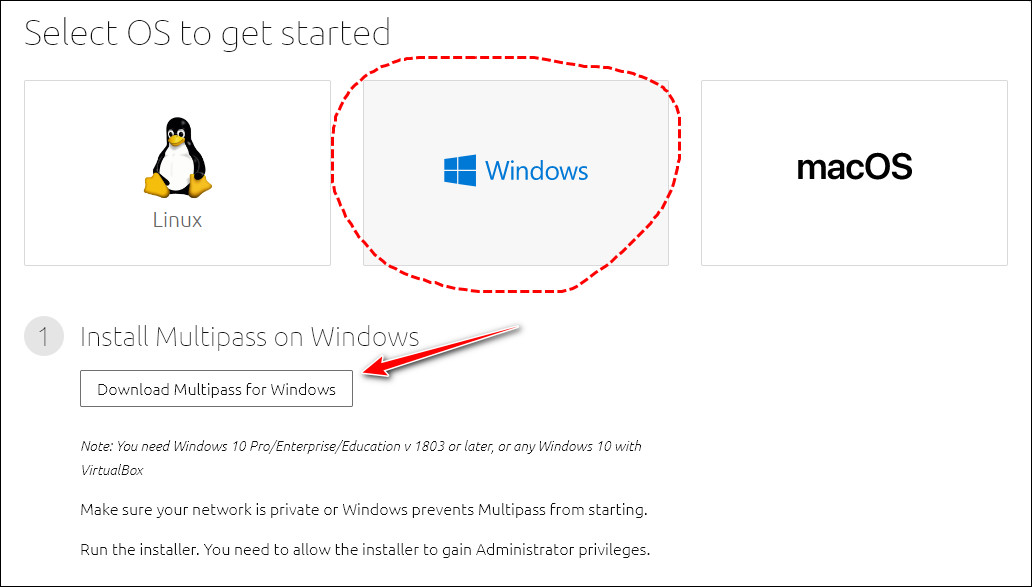 Select OS to get started
Linux
Windows
macOS
1
Install Multipass on Windows
Download Multipass for Windows
Note: You need Windows 10 Pro/Enterprise/Education v 1803 or later, or any Windows 10 with
VirtualBox
Make sure your network is private or Windows prevents Multipass from starting.
Run the installer. You need to allow the installer to gain Administrator privileges.